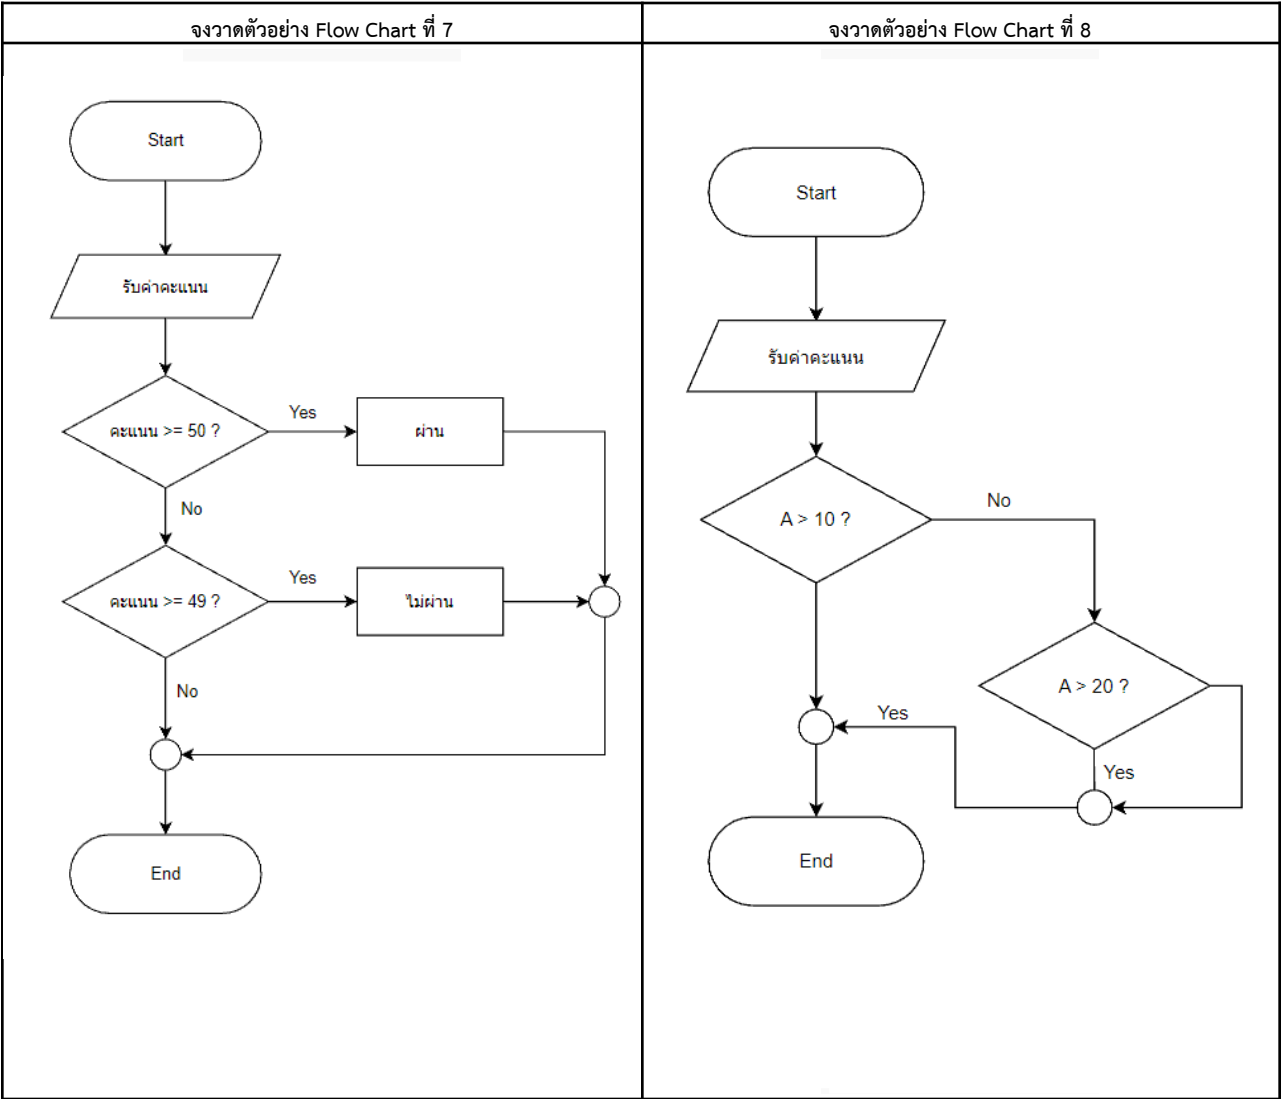 จงวาดตัวอย่าง Flow Chart ที่ 7
Start
รับค่าคะแนน
คะแนน >= 50 ?
Yes
ผ่าน
No
คะแนน >= 49 ?
Yes
ไม่ผ่าน
No
End
จงวาดตัวอย่าง Flow Chart ที่ 8
Start
รับค่าคะแนน
A > 10 ?
No
A > 20 ?
Yes
Yes
End